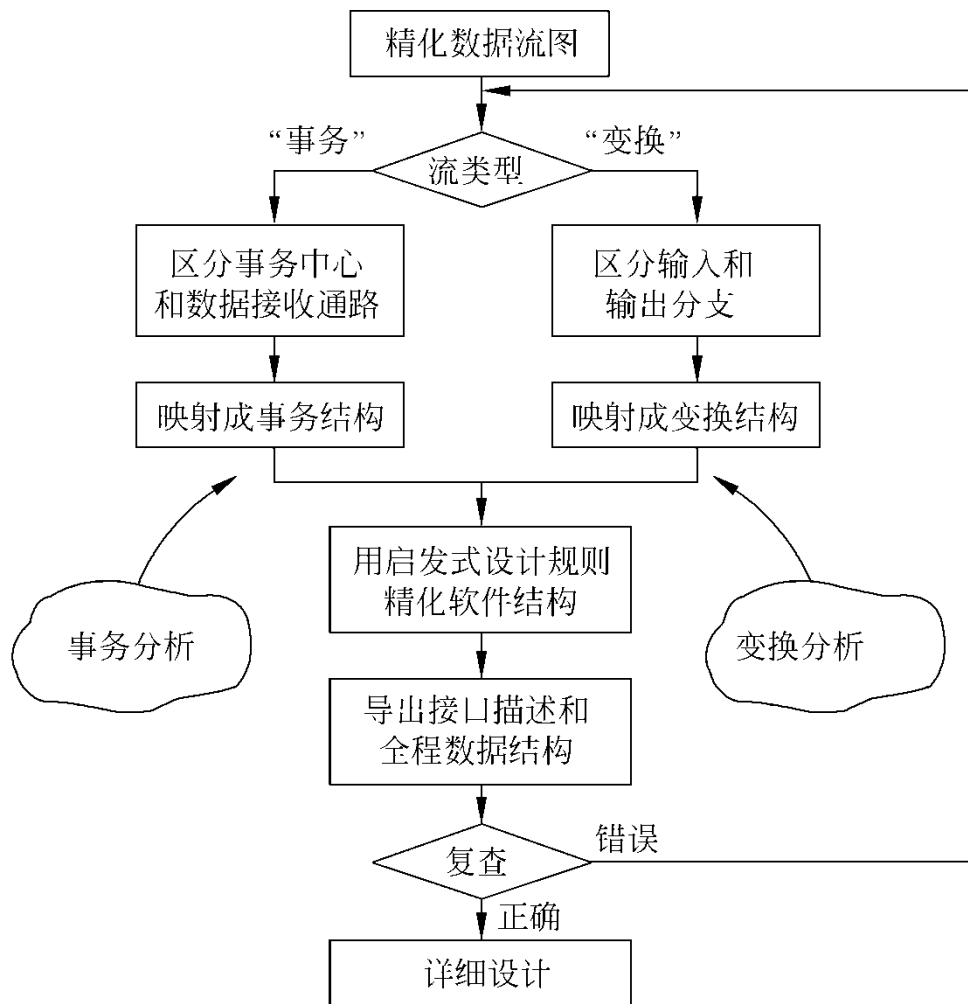 精化数据流图
“事务”
“变换”
流类型
区分事务中心
和数据接收通路
区分输入和
输出分支
映射成事务结构
映射成变换结构
用启发式设计规则
精化软件结构
事务分析
变换分析
导出接口描述和
全程数据结构
复查
错误
正确
详细设计